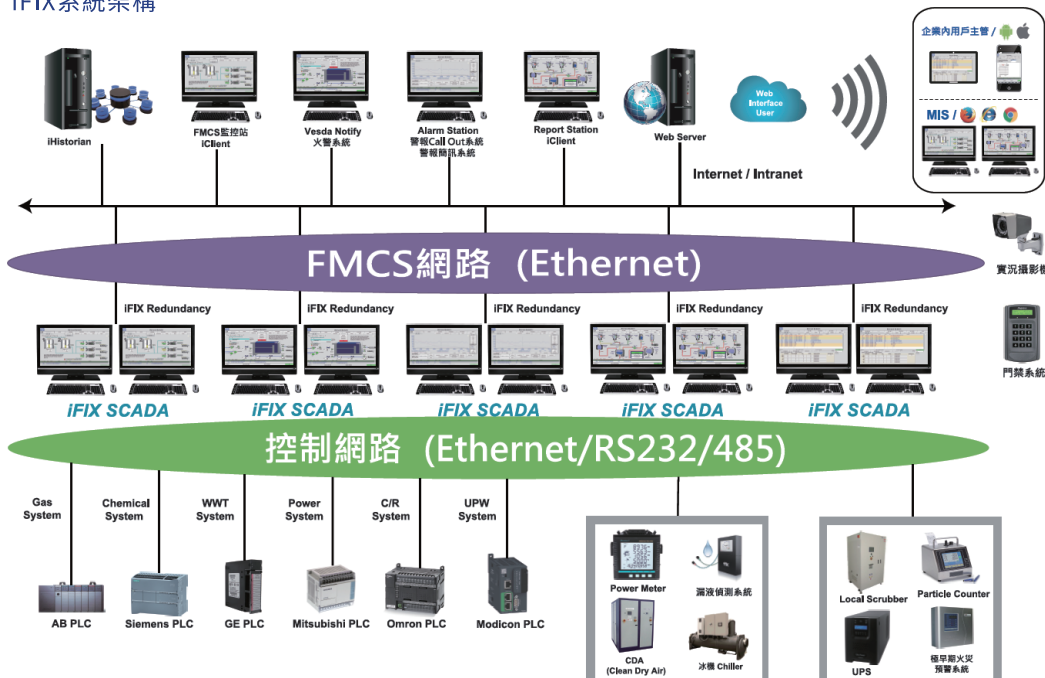 iFIX系統架構
企業內用戶主管 /
MIS /
iHistorian
FMCS監控站
iClient
Vesda Notify
火警系統
Alarm Station
警報Call Out系統
警報簡訊系統
Report Station
iClient
Web Server
Web
Interface
User
Internet / Intranet
FMCS網路 (Ethernet)
實況攝影機
門禁系統
iFIX Redundancy
iFIX Redundancy
iFIX Redundancy
iFIX Redundancy
iFIX Redundancy
iFIX SCADA
iFIX SCADA
iFIX SCADA
iFIX SCADA
iFIX SCADA
控制網路 (Ethernet/RS232/485)
Gas
System
Chemical
System
WWT
System
Power
System
C/R
System
UPW
System
AB PLC
Siemens PLC
GE PLC
Mitsubishi PLC
Omron PLC
Modicon PLC
Power Meter
漏液偵測系統
CDA
(Clean Dry Air)
冰機 Chiller
Local Scrubber
Particle Counter
UPS
極早期火災
預警系統